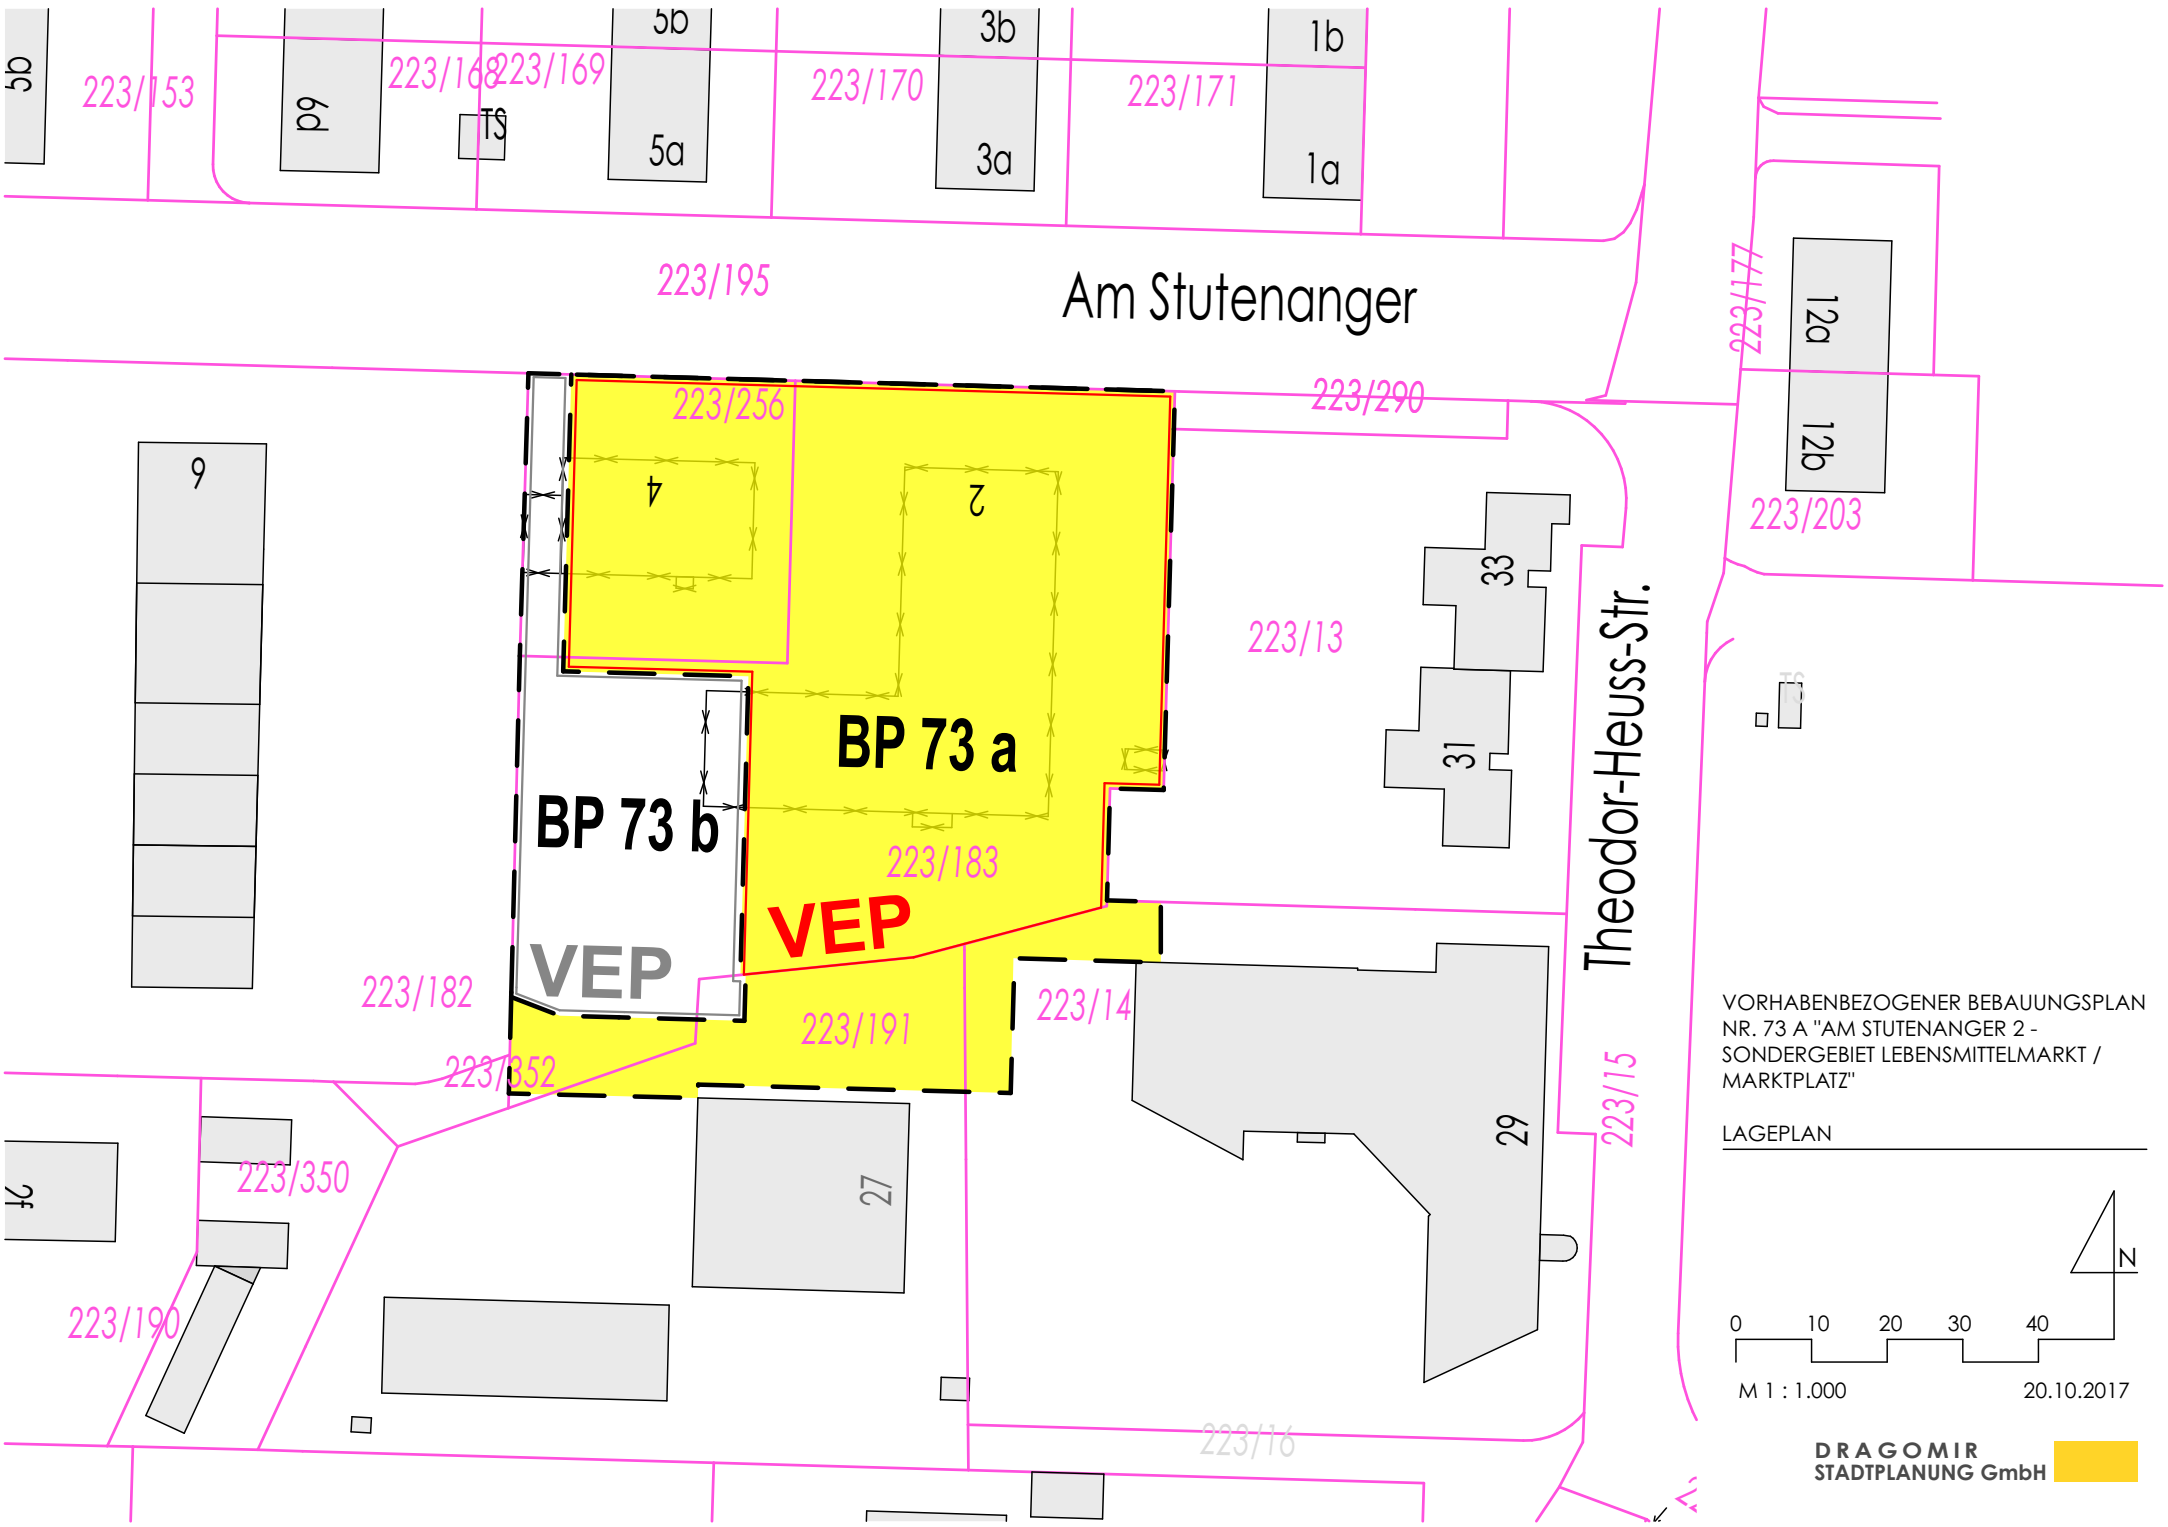 5b
223/153
6d
223/168
223/169
TS
5b
5a
223/170
3b
3a
223/171
1b
1a
223/195
Am Stutenanger
223/177
12a
12b
223/203
223/256
223/290
6
4
2
33
31
223/13
Theodor-Heuss-Str.
TS
BP 73 a
BP 73 b
223/183
VEP
VEP
223/182
223/191
223/14
223/352
223/15
29
27
2f
223/350
223/190
223/16
VORHABENBEZOGENER BEBAUUNGSPLAN
NR. 73 A "AM STUTENANGER 2 -
SONDERGEBIET LEBENSMITTELMARKT /
MARKTPLATZ"
LAGEPLAN
N
0 10 20 30 40
M 1 : 1.000 20.10.2017
DRAGOMIR
STADTPLANUNG GmbH